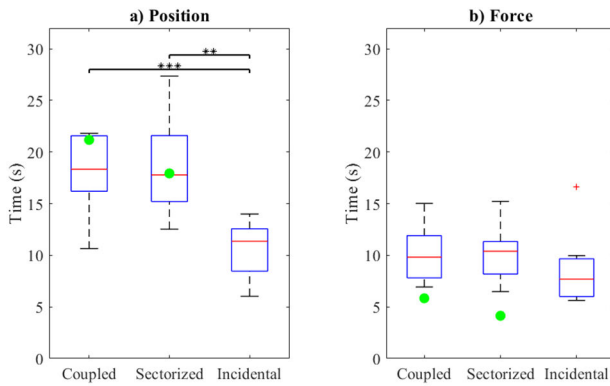 a) Position
Time (s)
30
25
20
15
10
5
0
**
***
Coupled Sectorized Incidental
b) Force
Time (s)
30
25
20
15
10
5
0
Coupled Sectorized Incidental